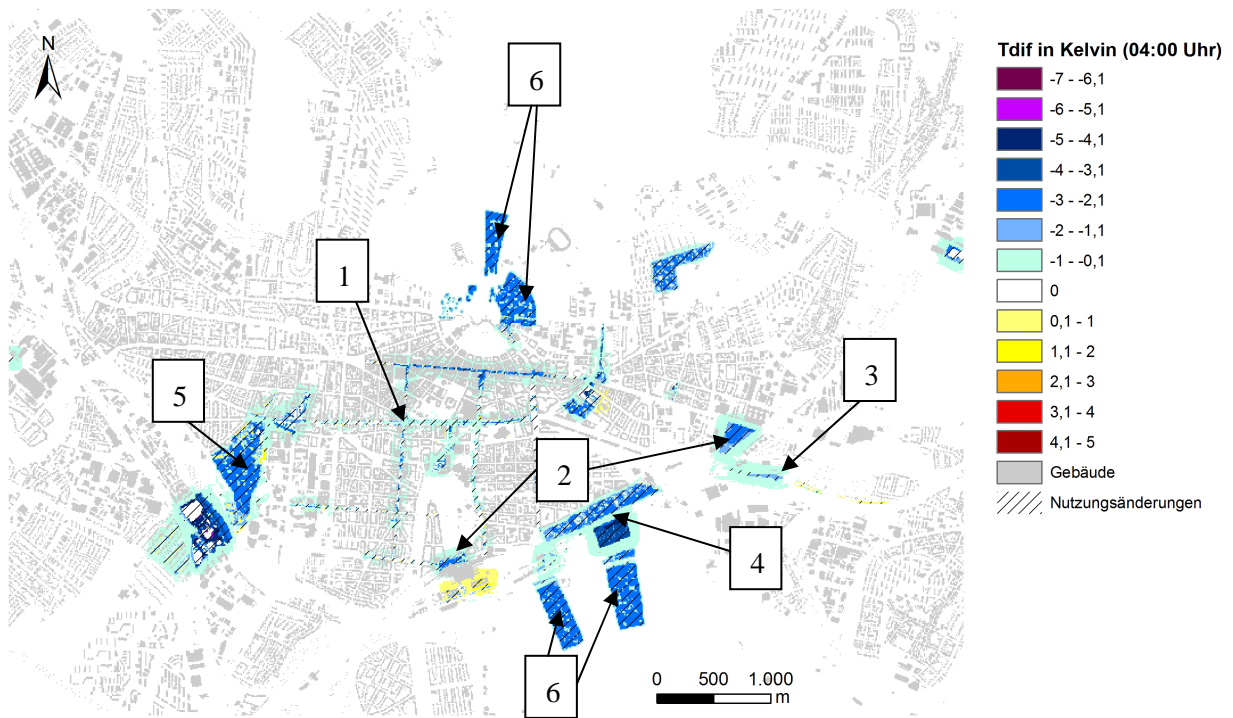 N
6
1
3
5
2
4
6
0 500 1.000
m
Tdif in Kelvin (04:00 Uhr)
-7 - -6,1
-6 - -5,1
-5 - -4,1
-4 - -3,1
-3 - -2,1
-2 - -1,1
-1 - -0,1
0
0,1 - 1
1,1 - 2
2,1 - 3
3,1 - 4
4,1 - 5
Gebäude
Nutzungsänderungen